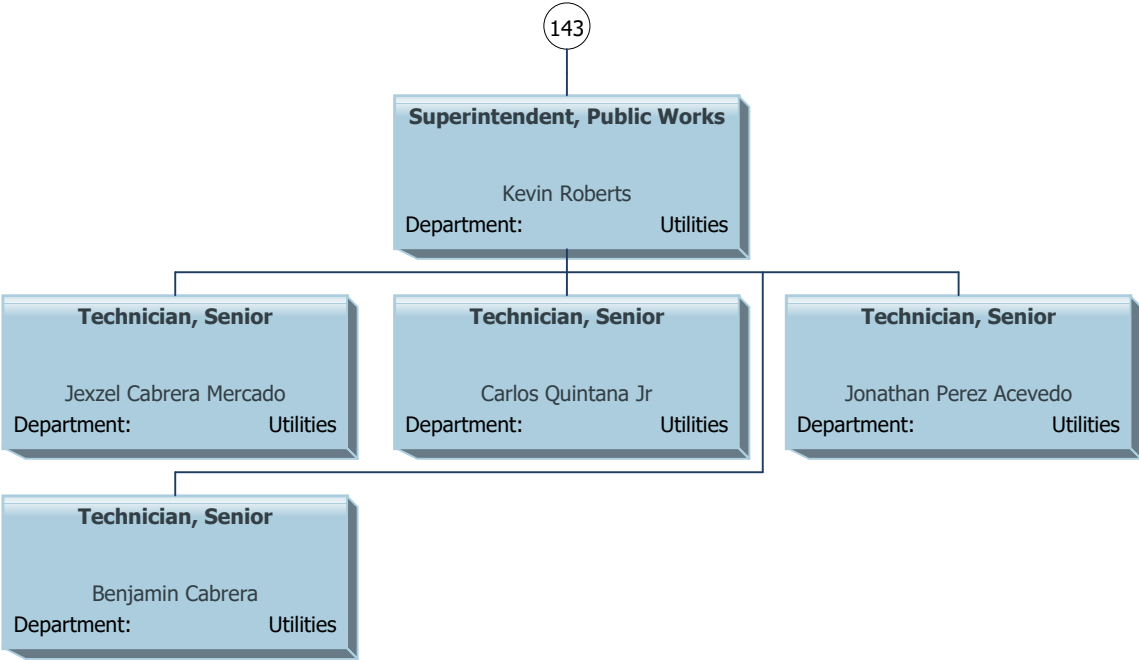 143
Superintendent, Public Works
Kevin Roberts
Department: Utilities
Technician, Senior
Jexzel Cabrera Mercado
Department: Utilities
Technician, Senior
Carlos Quintana Jr
Department: Utilities
Technician, Senior
Jonathan Perez Acevedo
Department: Utilities
Technician, Senior
Benjamin Cabrera
Department: Utilities